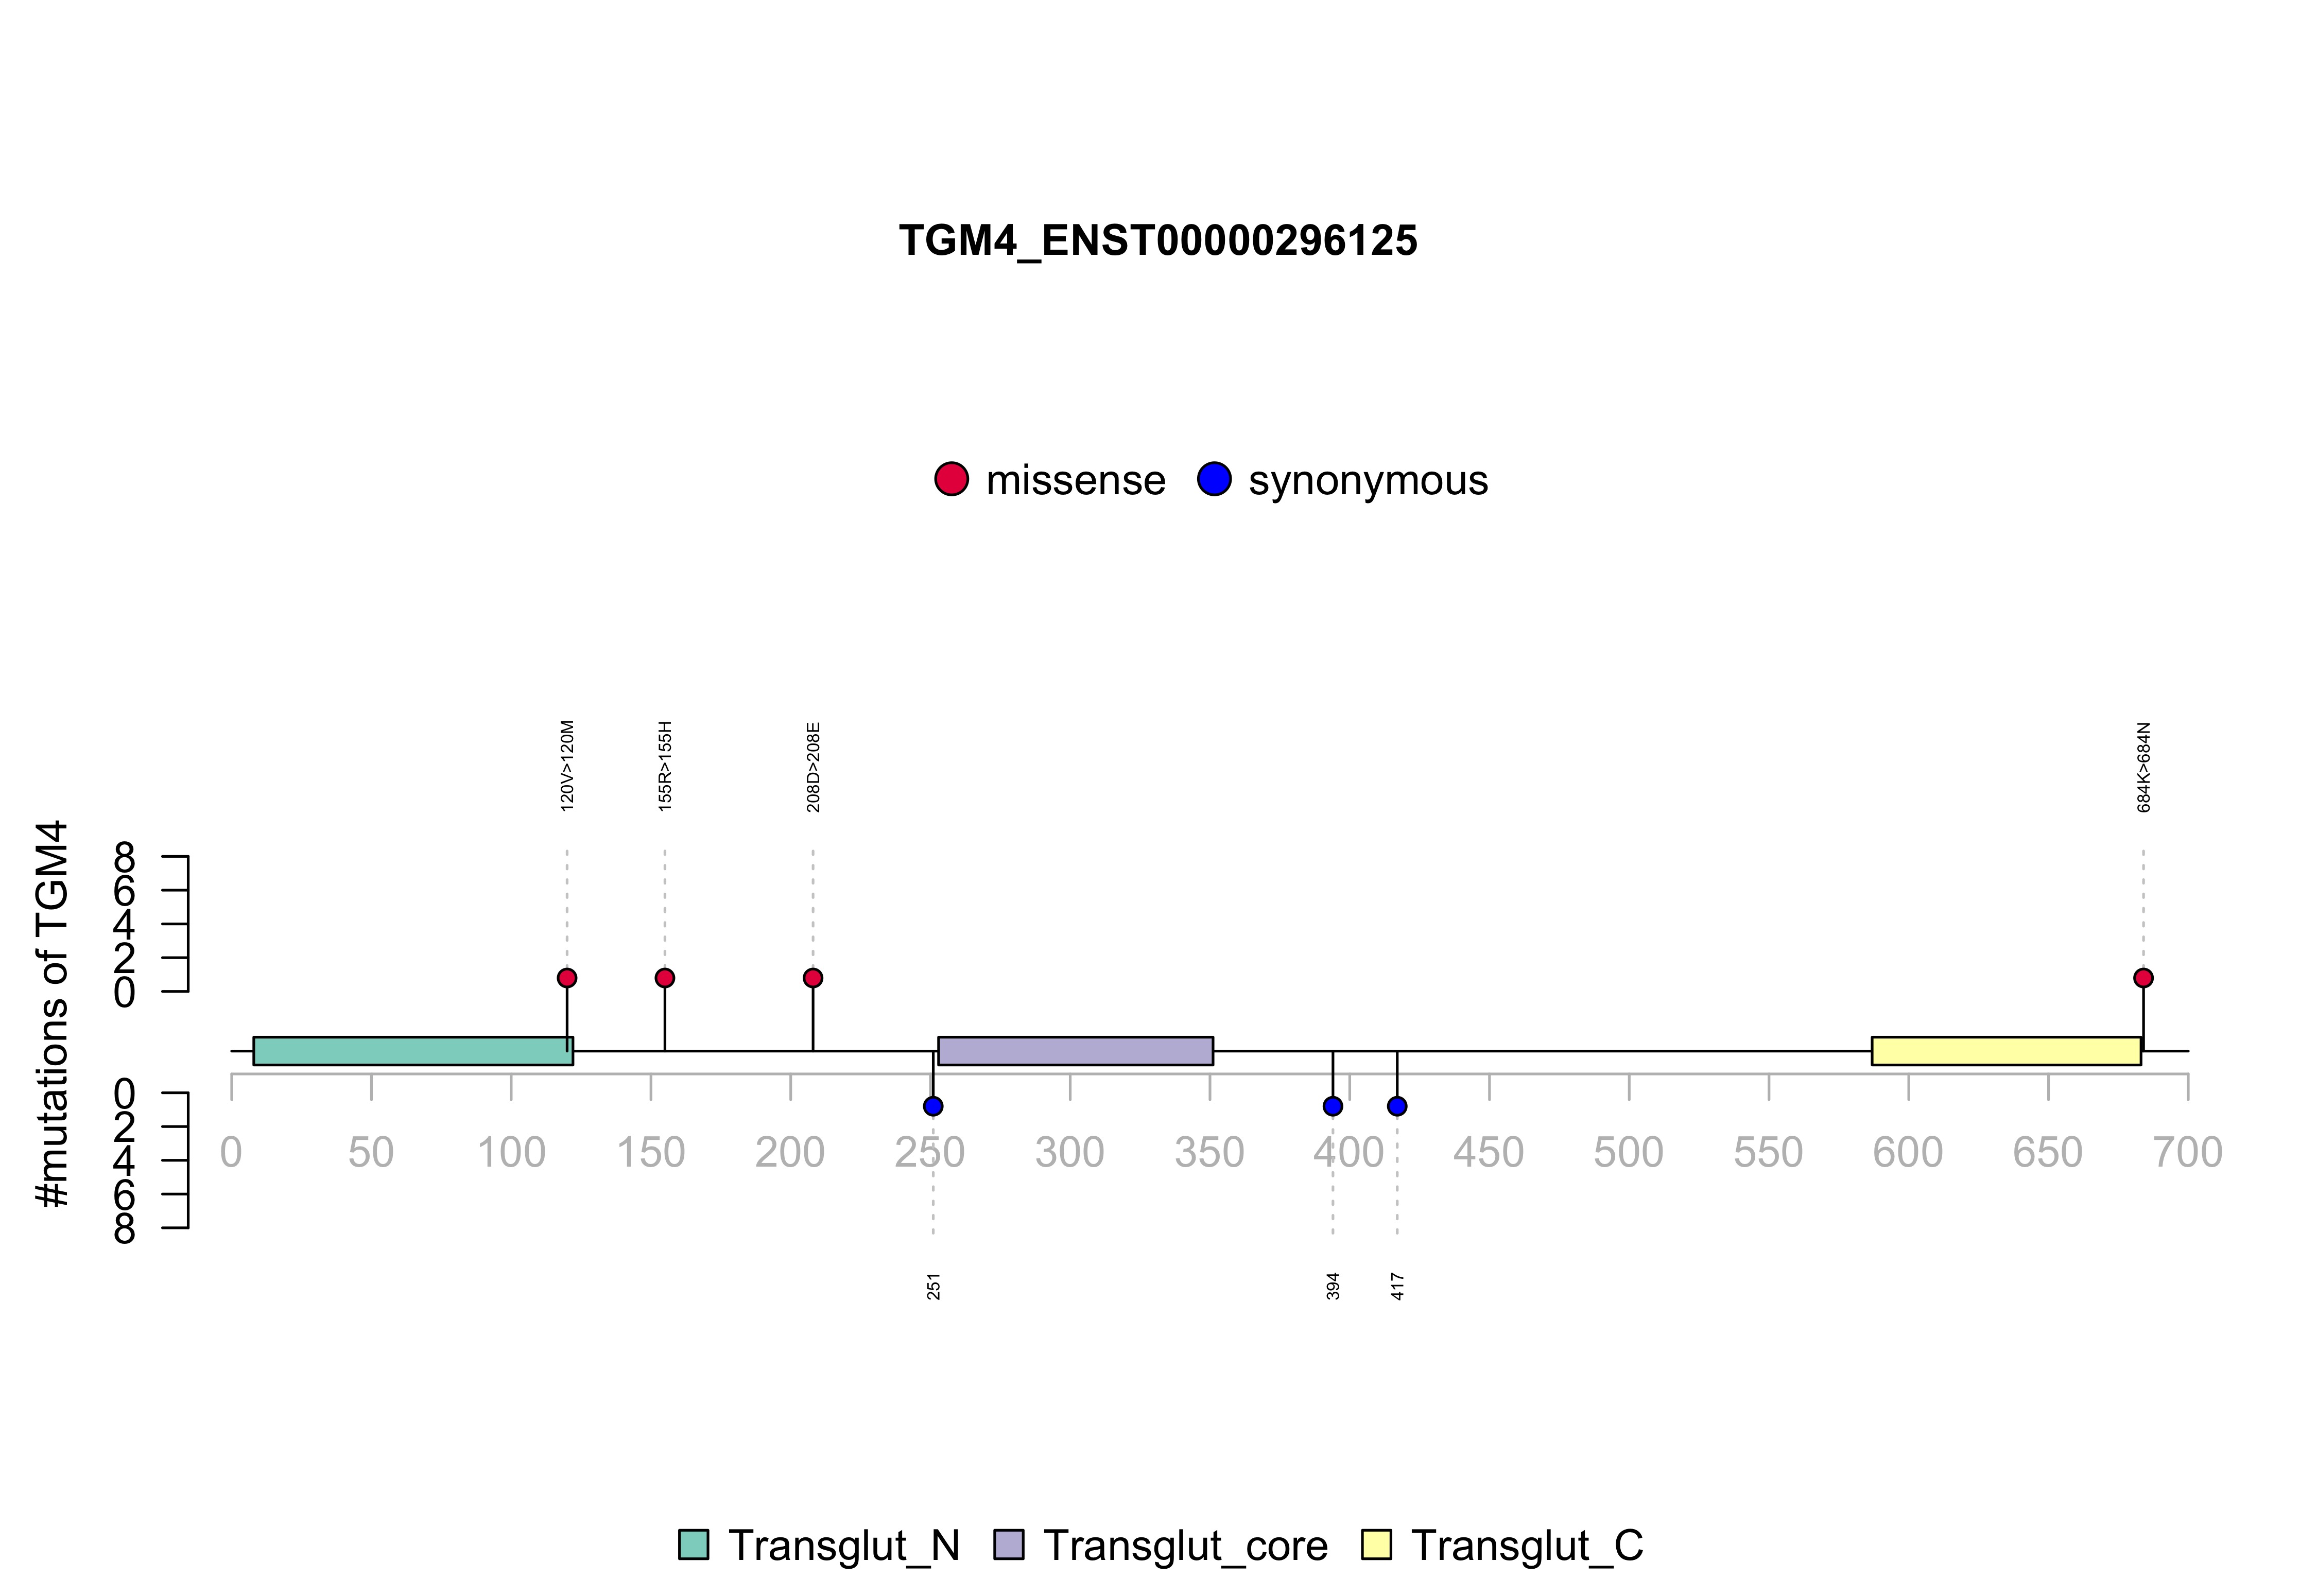 TGM4_ENST00000296125
missense synonymous
120V>120M 155R>155H 208D>208E 684K>684N
#mutations of TGM4
8
6
4
2
0
0
2
4
6
8
0 50 100 150 200 250 300 350 400 450 500 550 600 650 700
251 394 417
Transglut_N Transglut_core Transglut_C